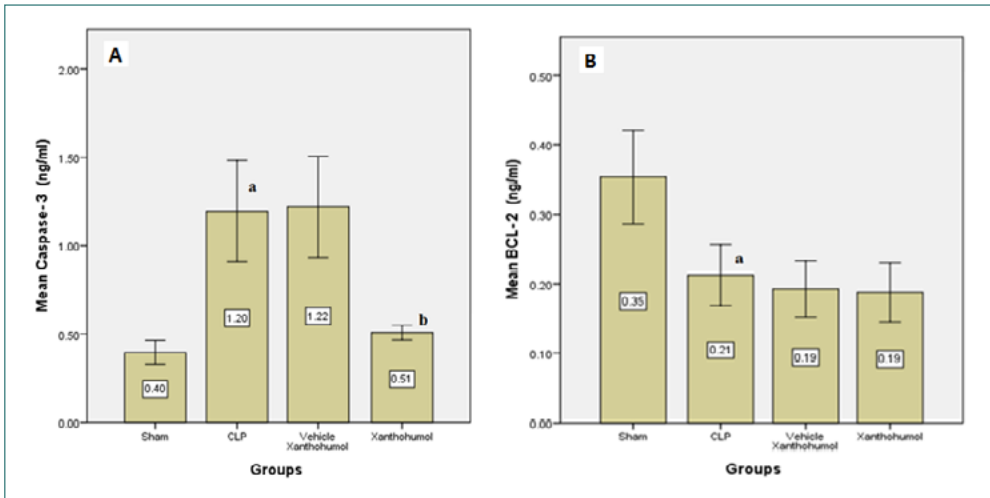 A
Mean Caspase-3 (ng/ml)
2.00
1.50
1.00
0.50
0.00
a
b
0.40
1.20
1.22
0.51
Sham
CLP
Vehicle
Xanthohumol
Xanthohumol
Groups
B
Mean BCL-2 (ng/ml)
0.50
0.40
0.30
0.20
0.10
0.00
a
0.35
0.21
0.19
0.19
Sham
CLP
Vehicle
Xanthohumol
Xanthohumol
Groups